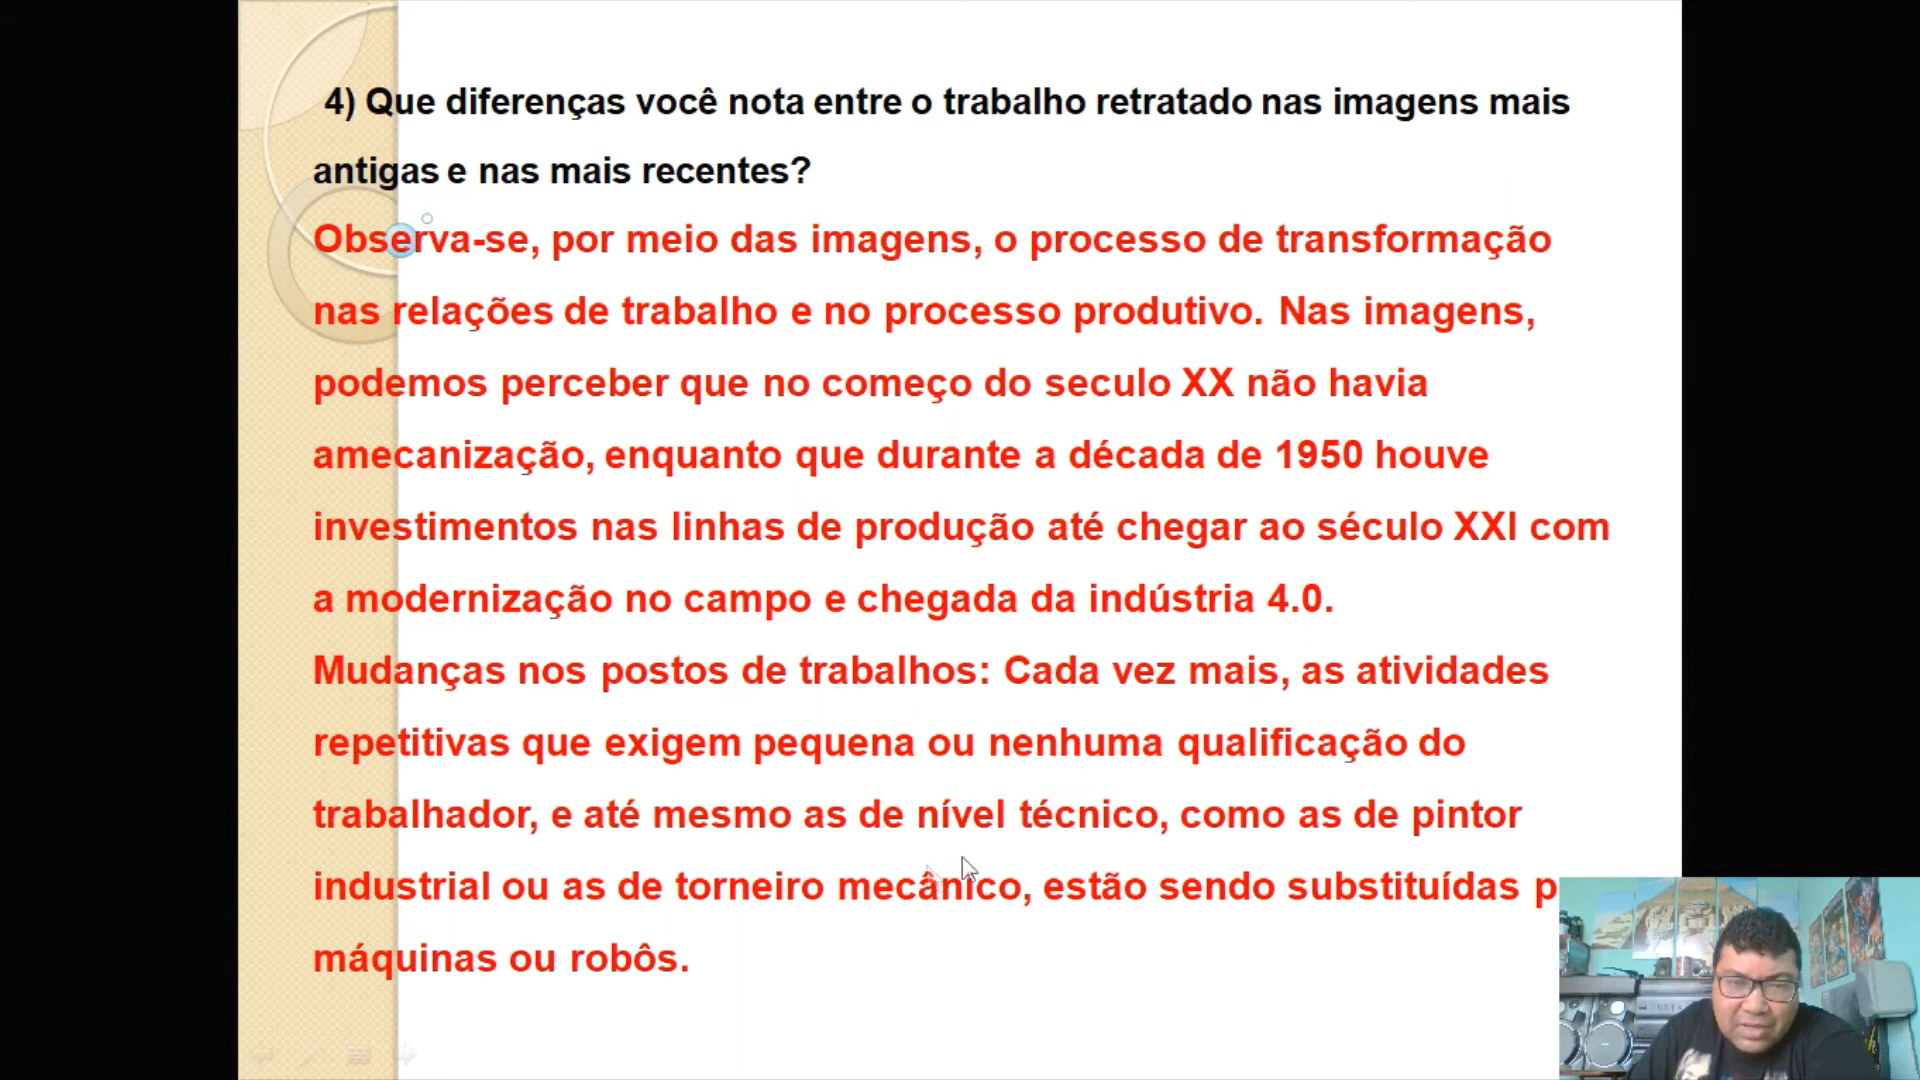 4) Que diferenças você nota entre o trabalho retratado nas imagens mais
antigas e nas mais recentes?
Observa-se, por meio das imagens, o processo de transformação
nas relações de trabalho e no processo produtivo. Nas imagens,
podemos perceber que no começo do seculo XX não havia
amecanização, enquanto que durante a década de 1950 houve
investimentos nas linhas de produção até chegar ao século XXI com
a modernização no campo e chegada da indústria 4.0.
Mudanças nos postos de trabalhos: Cada vez mais, as atividades
repetitivas que exigem pequena ou nenhuma qualificação do
trabalhador, e até mesmo as de nível técnico, como as de pintor
industrial ou as de torneiro mecânico, estão sendo substituídas
máquinas ou robôs.